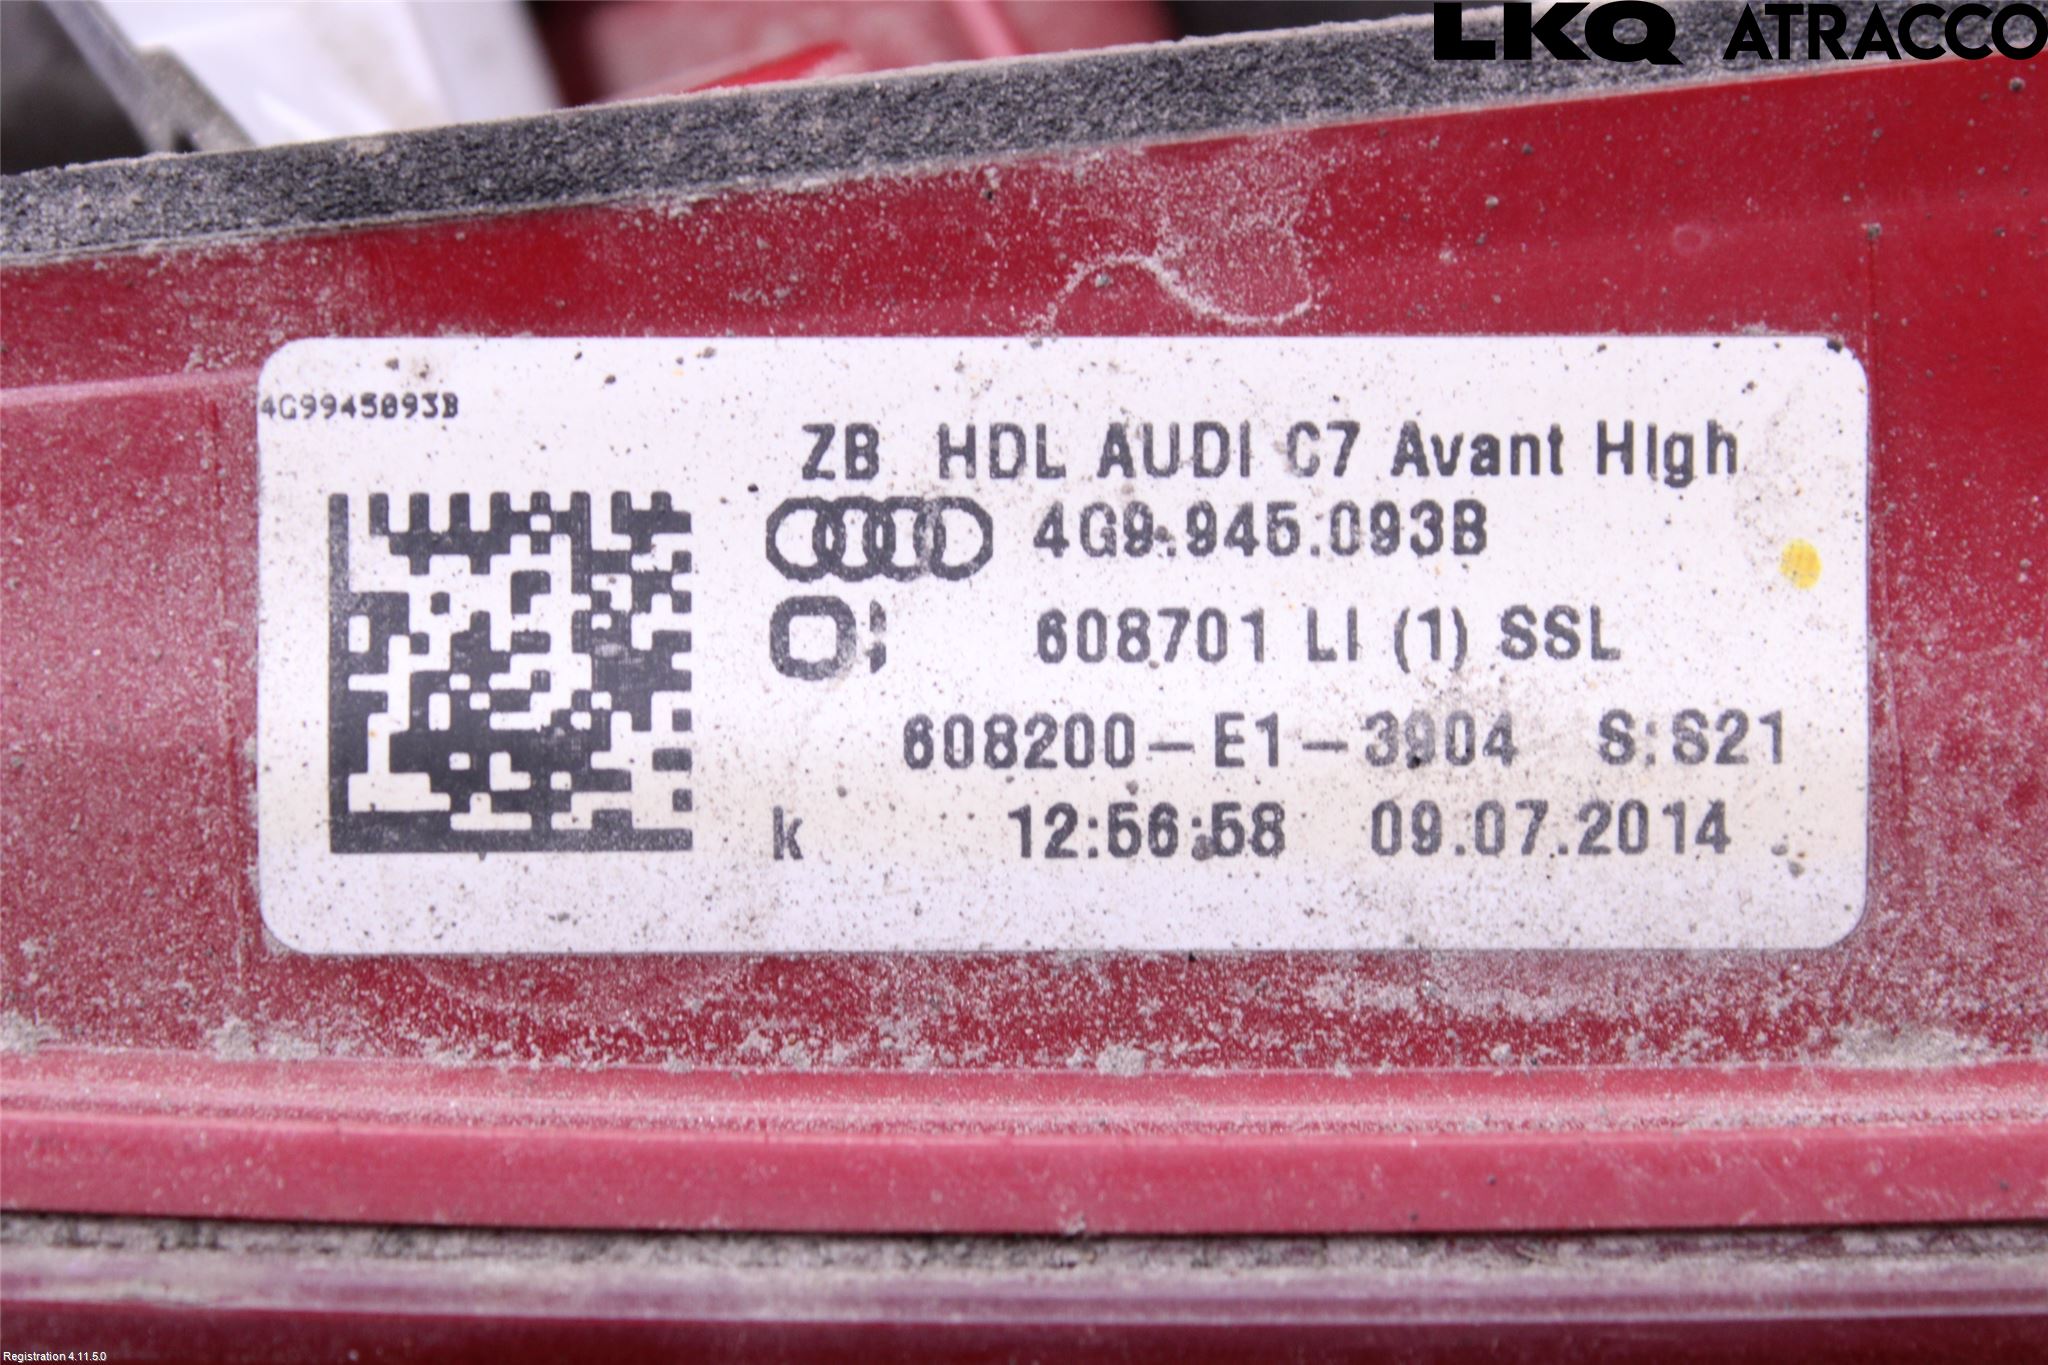 LKQ ATRACCO
4G9945093B
ZB HDL AUDI C7 Avant High
4G9.945.093B
608701 LI (1) SSL
608200-E1-3904 S:S21
k 12:56:58 09.07.2014
Registration 4.11.5.0